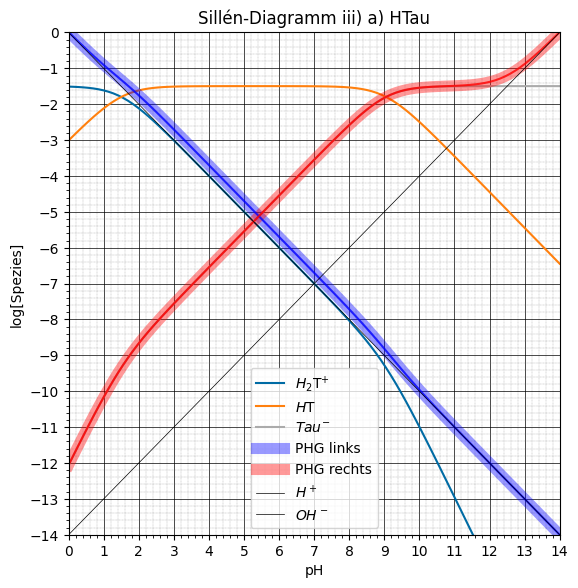 Sillén-Diagramm iii) a) HTau
0
−1
−2
−3
−4
−5
−6
−7
−8
−9
−10
−11
−12
−13
−14
log[Spezies]
H₂T⁺
HT
Tau⁻
PHG links
PHG rechts
H⁺
OH⁻
0 1 2 3 4 5 6 7 8 9 10 11 12 13 14
pH